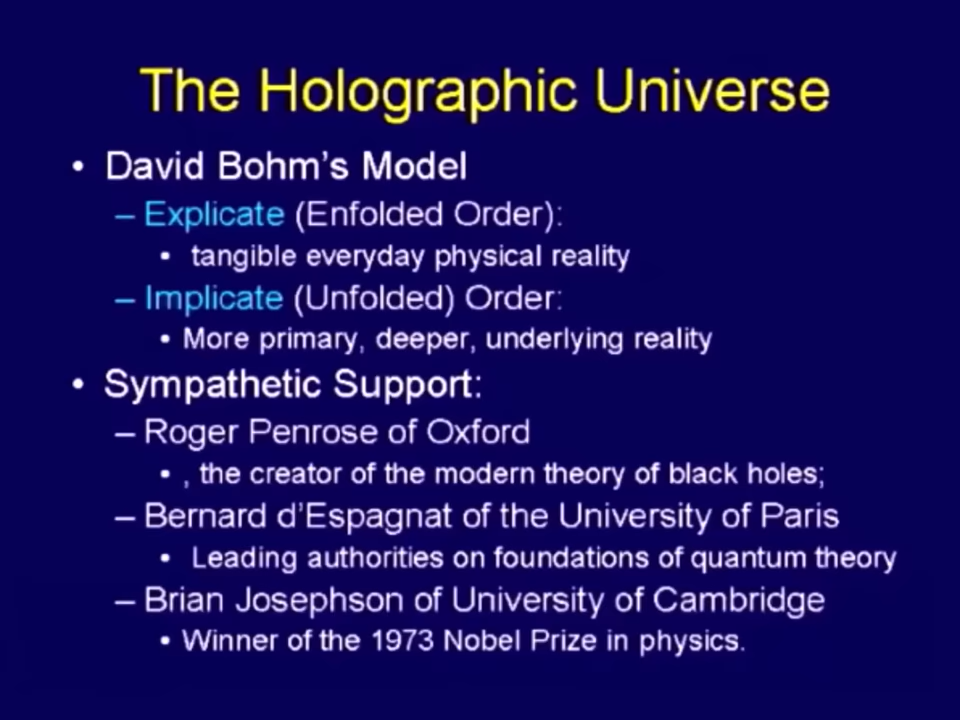 The Holographic Universe
• David Bohm's Model
– Explicate (Enfolded Order):
• tangible everyday physical reality
– Implicate (Unfolded) Order:
• More primary, deeper, underlying reality
• Sympathetic Support:
– Roger Penrose of Oxford
• , the creator of the modern theory of black holes;
– Bernard d'Espagnat of the University of Paris
• Leading authorities on foundations of quantum theory
– Brian Josephson of University of Cambridge
• Winner of the 1973 Nobel Prize in physics.